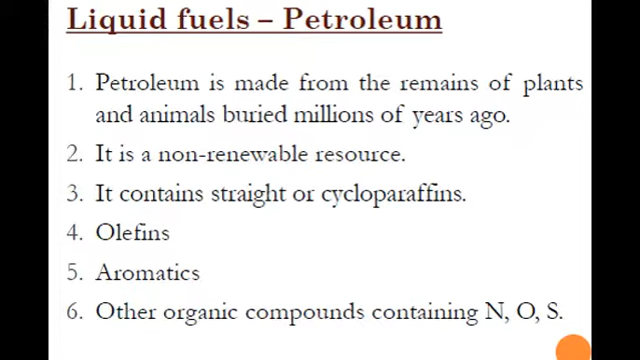 Liquid fuels – Petroleum
1. Petroleum is made from the remains of plants
and animals buried millions of years ago.
2. It is a non-renewable resource.
3. It contains straight or cycloparaffins.
4. Olefins
5. Aromatics
6. Other organic compounds containing N, O, S.